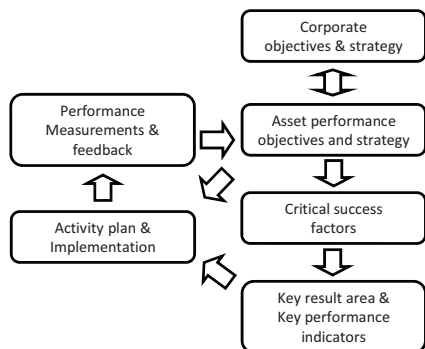 Corporate
objectives & strategy
Performance
Measurements &
feedback
Asset performance
objectives and strategy
Critical success
factors
Activity plan &
Implementation
Key result area &
Key performance
indicators